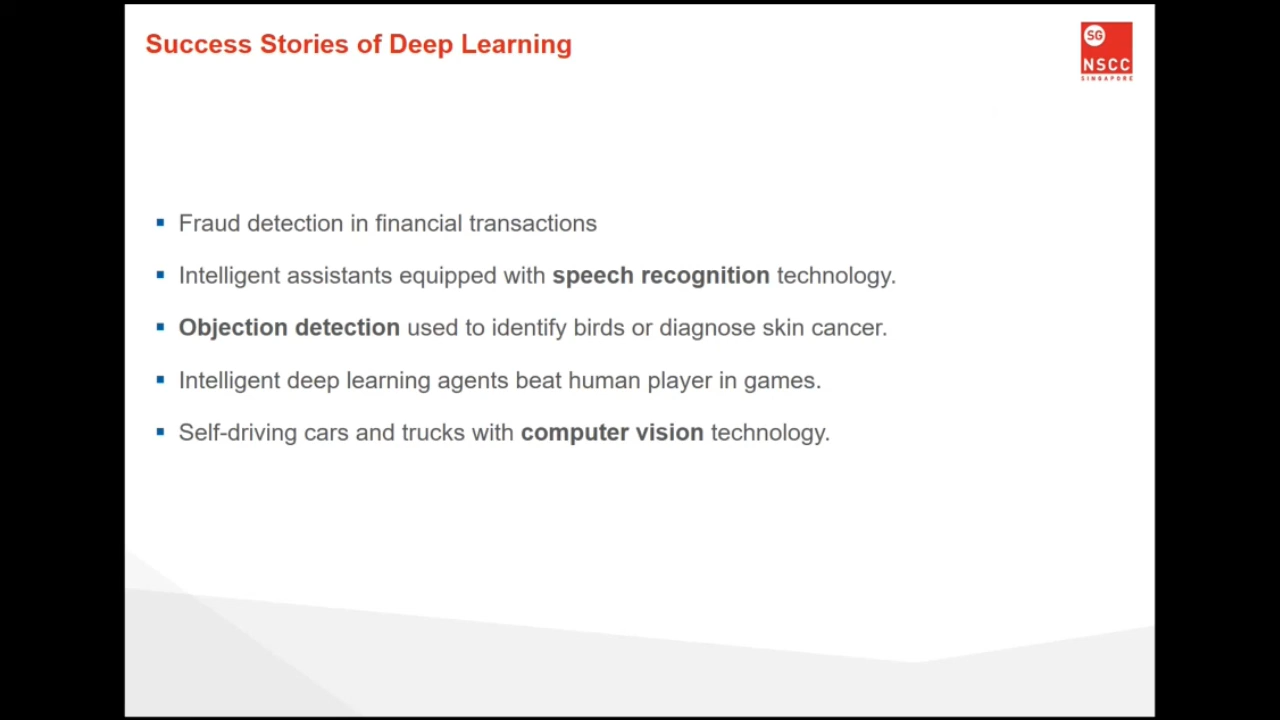 Success Stories of Deep Learning
SG
NSCC
SINGAPORE
Fraud detection in financial transactions
Intelligent assistants equipped with speech recognition technology.
Objection detection used to identify birds or diagnose skin cancer.
Intelligent deep learning agents beat human player in games.
Self-driving cars and trucks with computer vision technology.